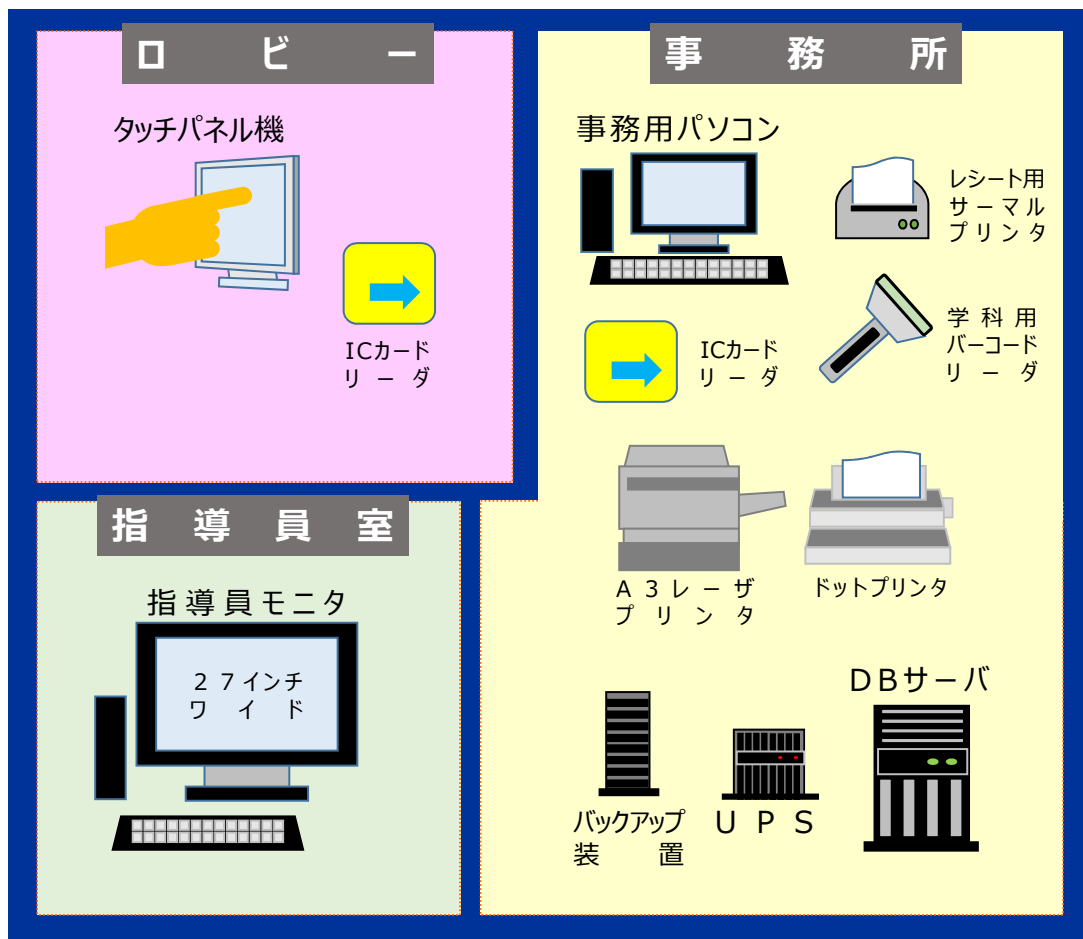 ロビー
タッチパネル機
ICカード
リーダ
事務所
事務用パソコン
レシート用
サーマル
プリンタ
学科用
バーコード
リーダ
ICカード
リーダ
A3レーザ
プリンタ
ドットプリンタ
DBサーバ
バックアップ
装置
UPS
指導員室
指導員モニタ
27インチ
ワイド